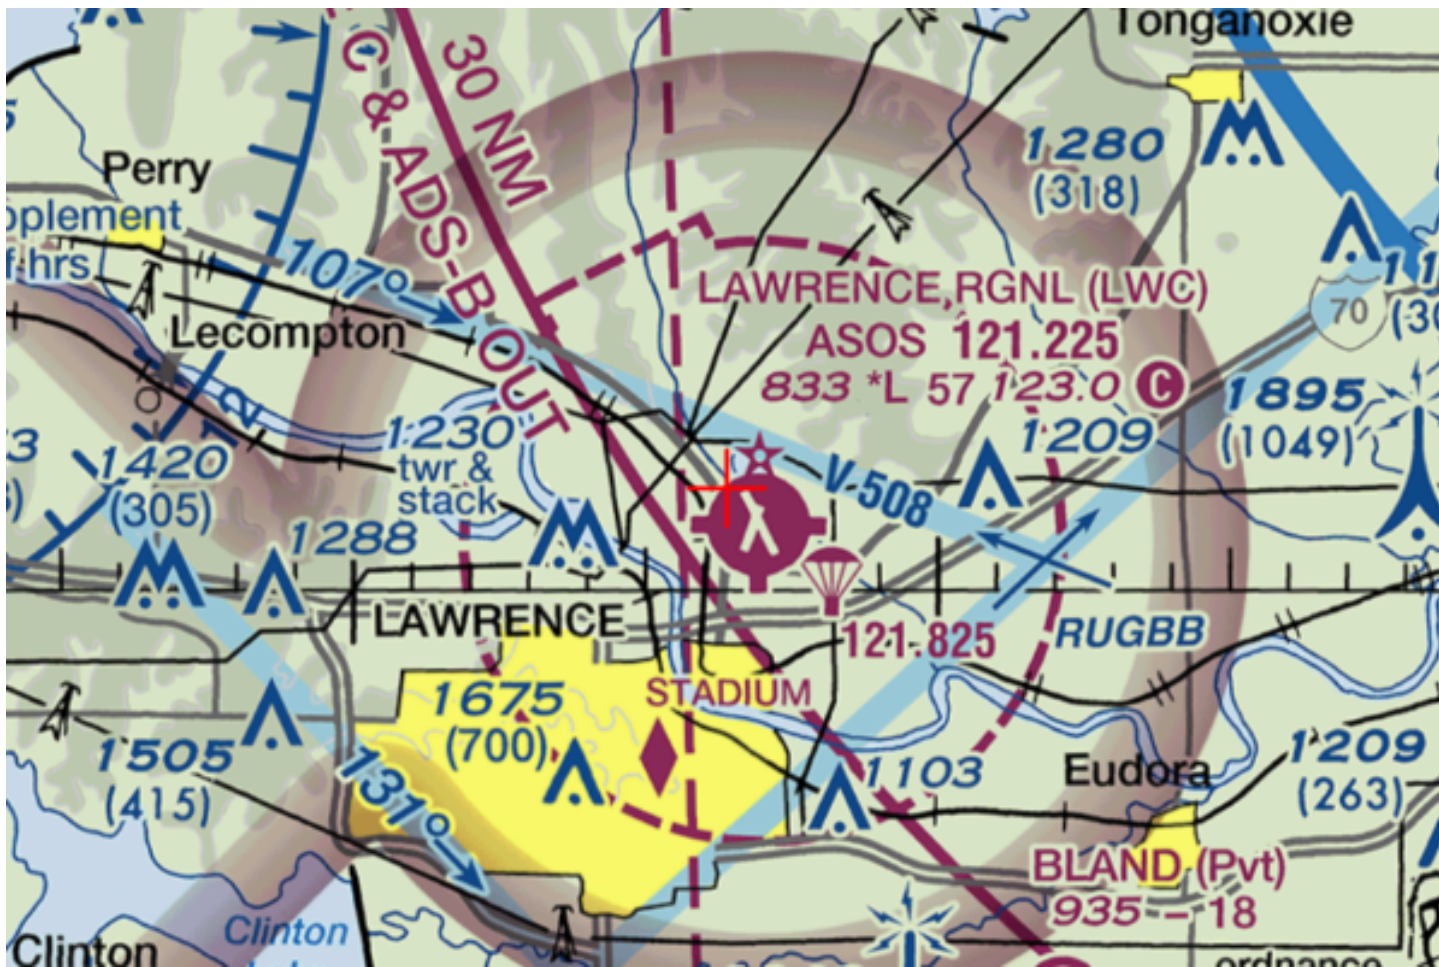 Tonganoxie
C & ADS-B OUT
30 NM
1280
(318)
Perry
pplement
f hrs
107°
LAWRENCE RGNL (LWC)
ASOS 121.225
833 *L 57 123.0 C
70
Lecompton
1895
(1049)
1230
twr &
stack
1209
V 508
1420
(305)
1288
LAWRENCE
121.825
RUGBB
STADIUM
1675
(700)
1505
(415)
131°
1103
Eudora
1209
(263)
BLAND (Pvt)
935 - 18
Clinton
Clinton
ordnance